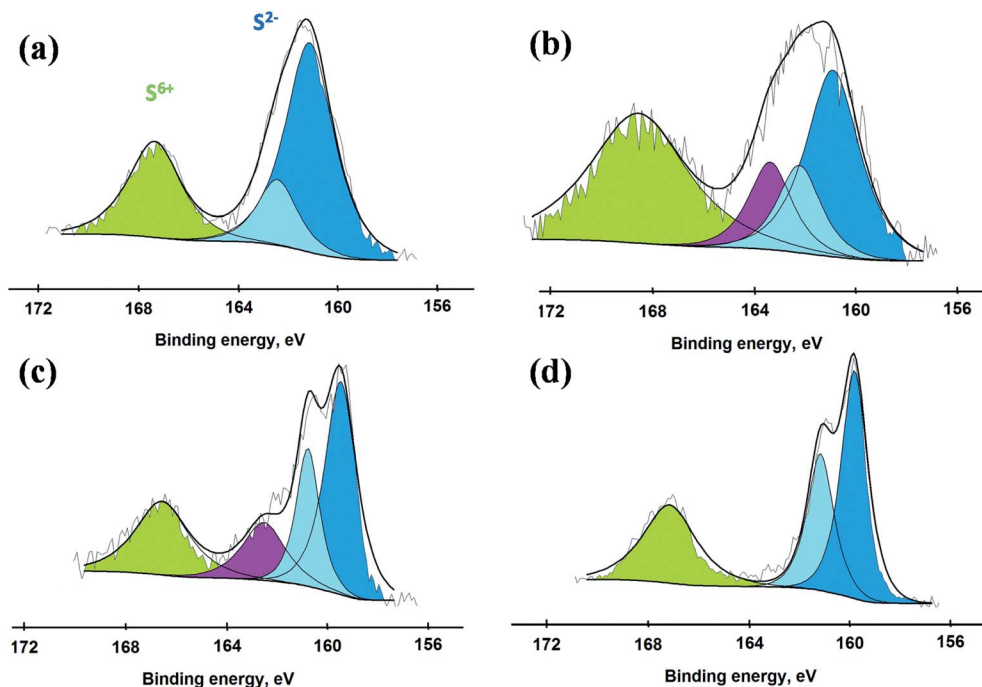 (a)
S²⁻
S⁶⁺
172 168 164 160 156
Binding energy, eV
(b)
172 168 164 160 156
Binding energy, eV
(c)
172 168 164 160 156
Binding energy, eV
(d)
172 168 164 160 156
Binding energy, eV